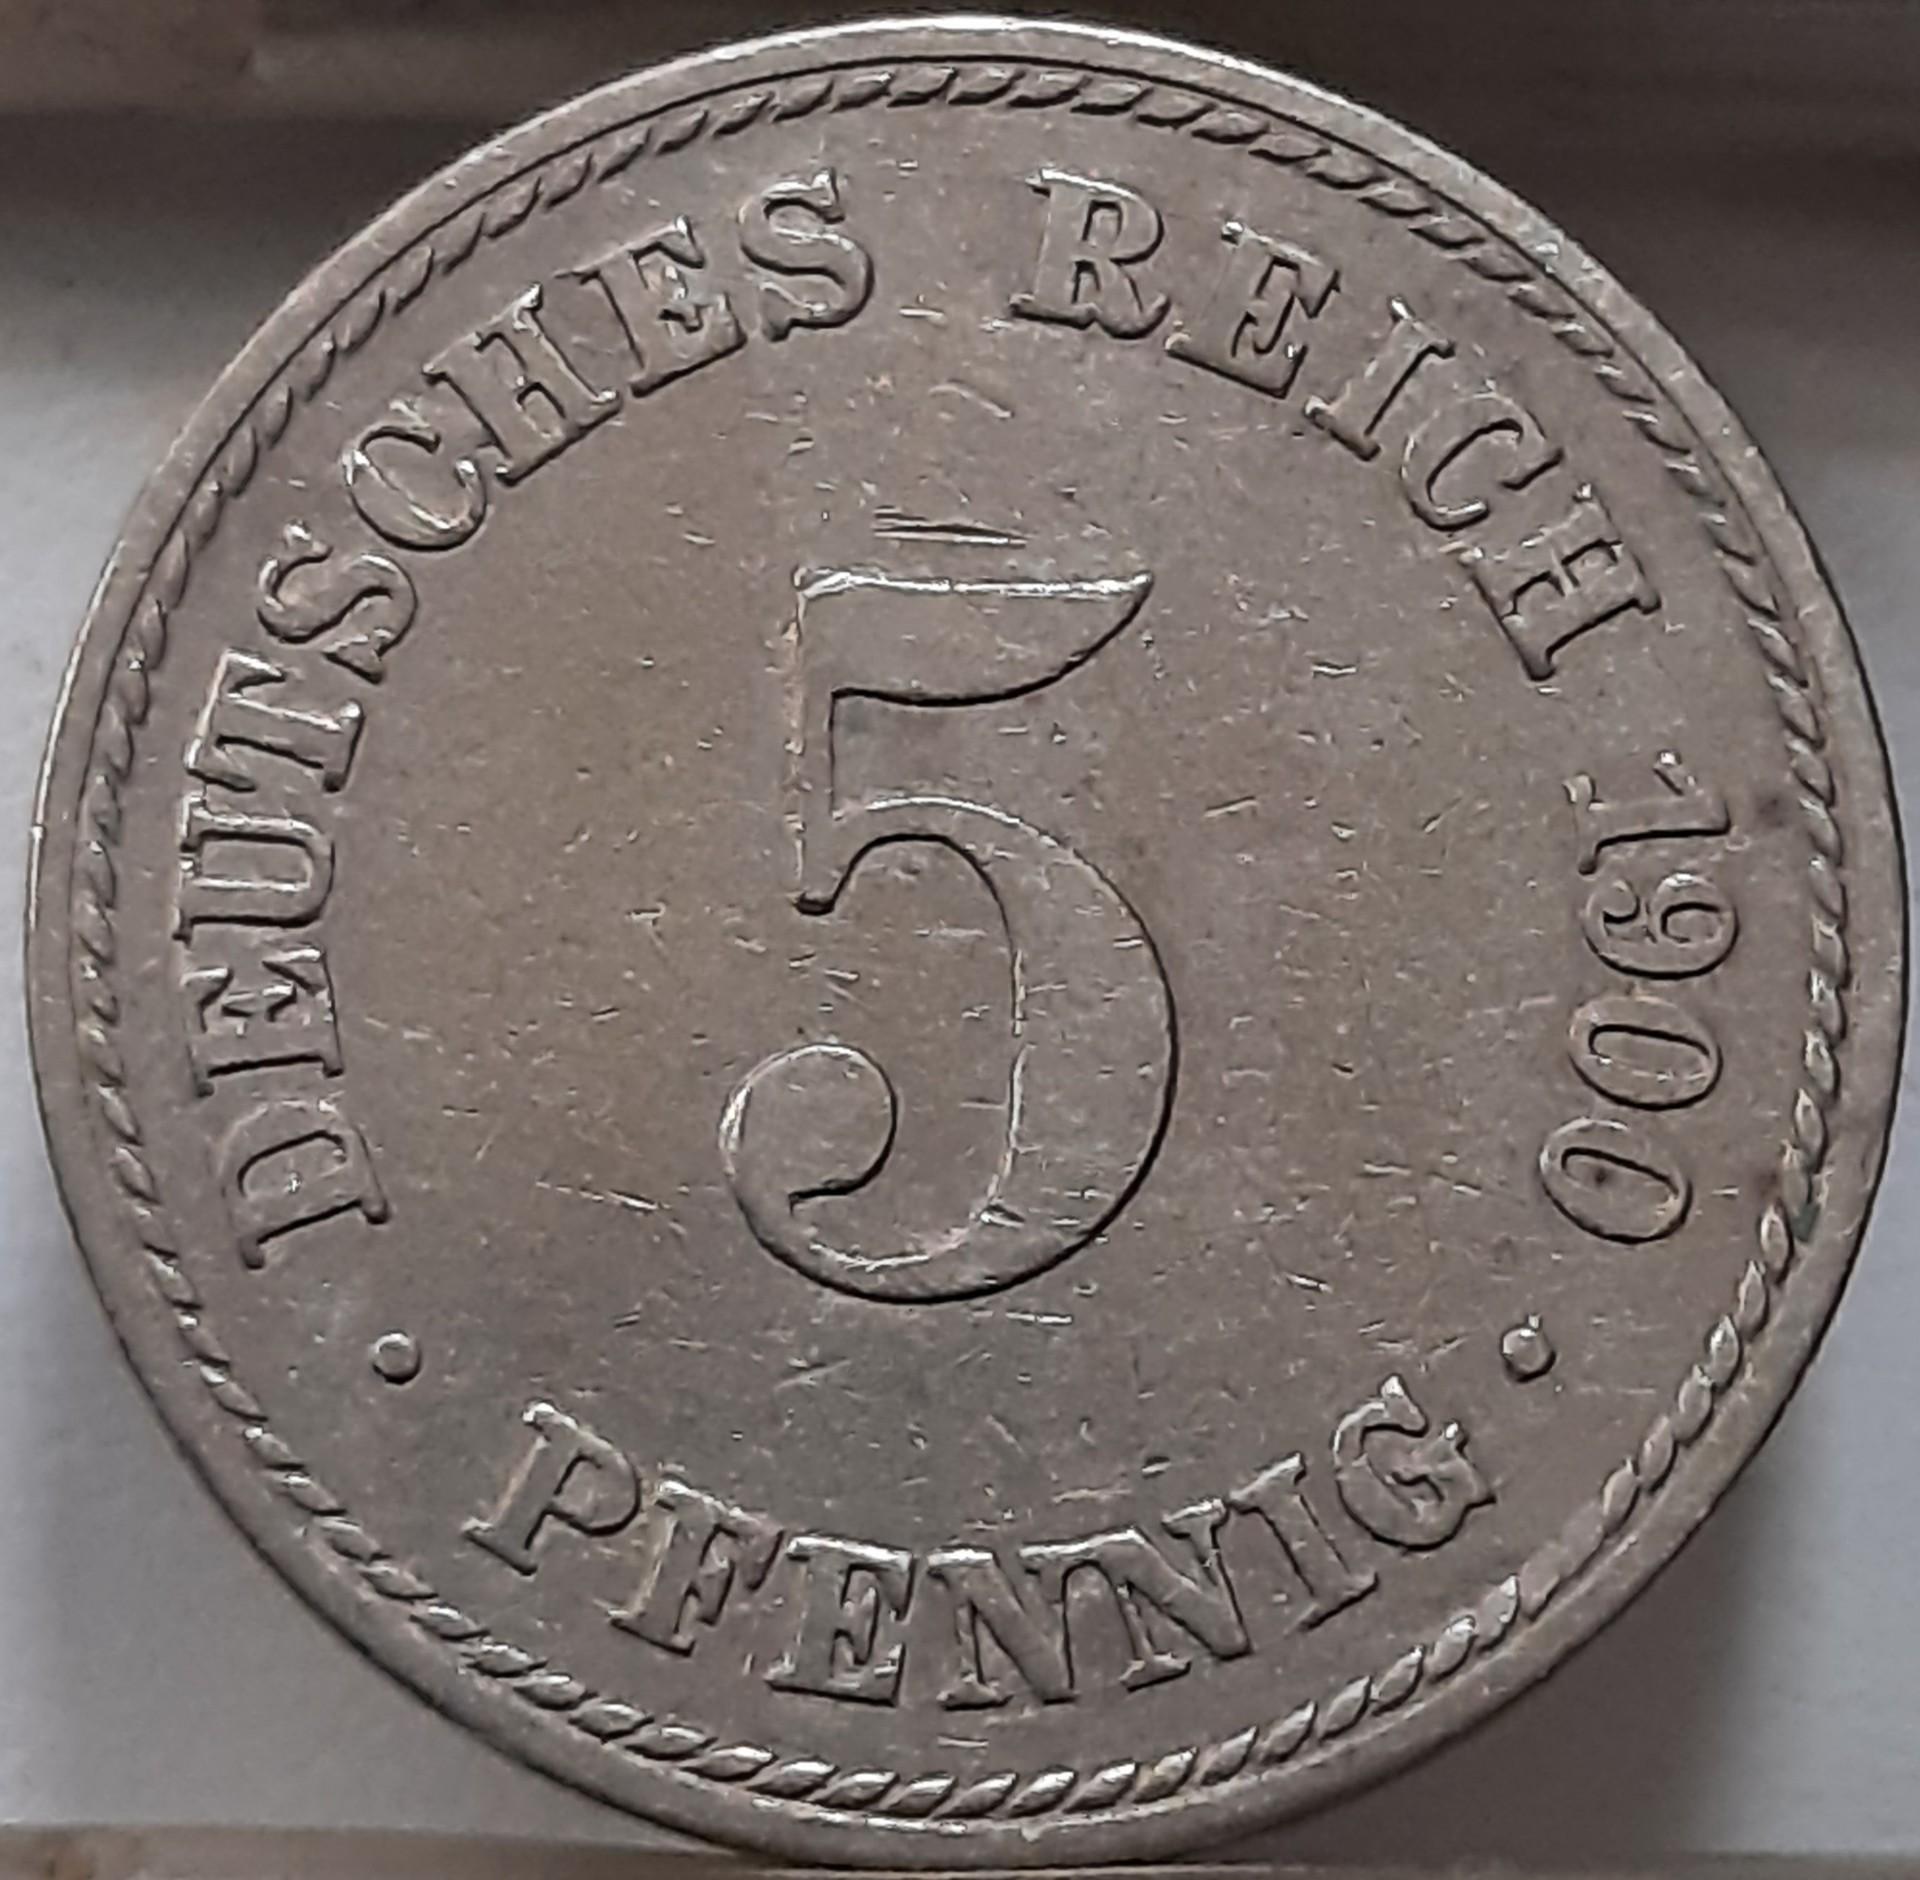 DEUTSCHES REICH 1900
5
• PFENNIG •